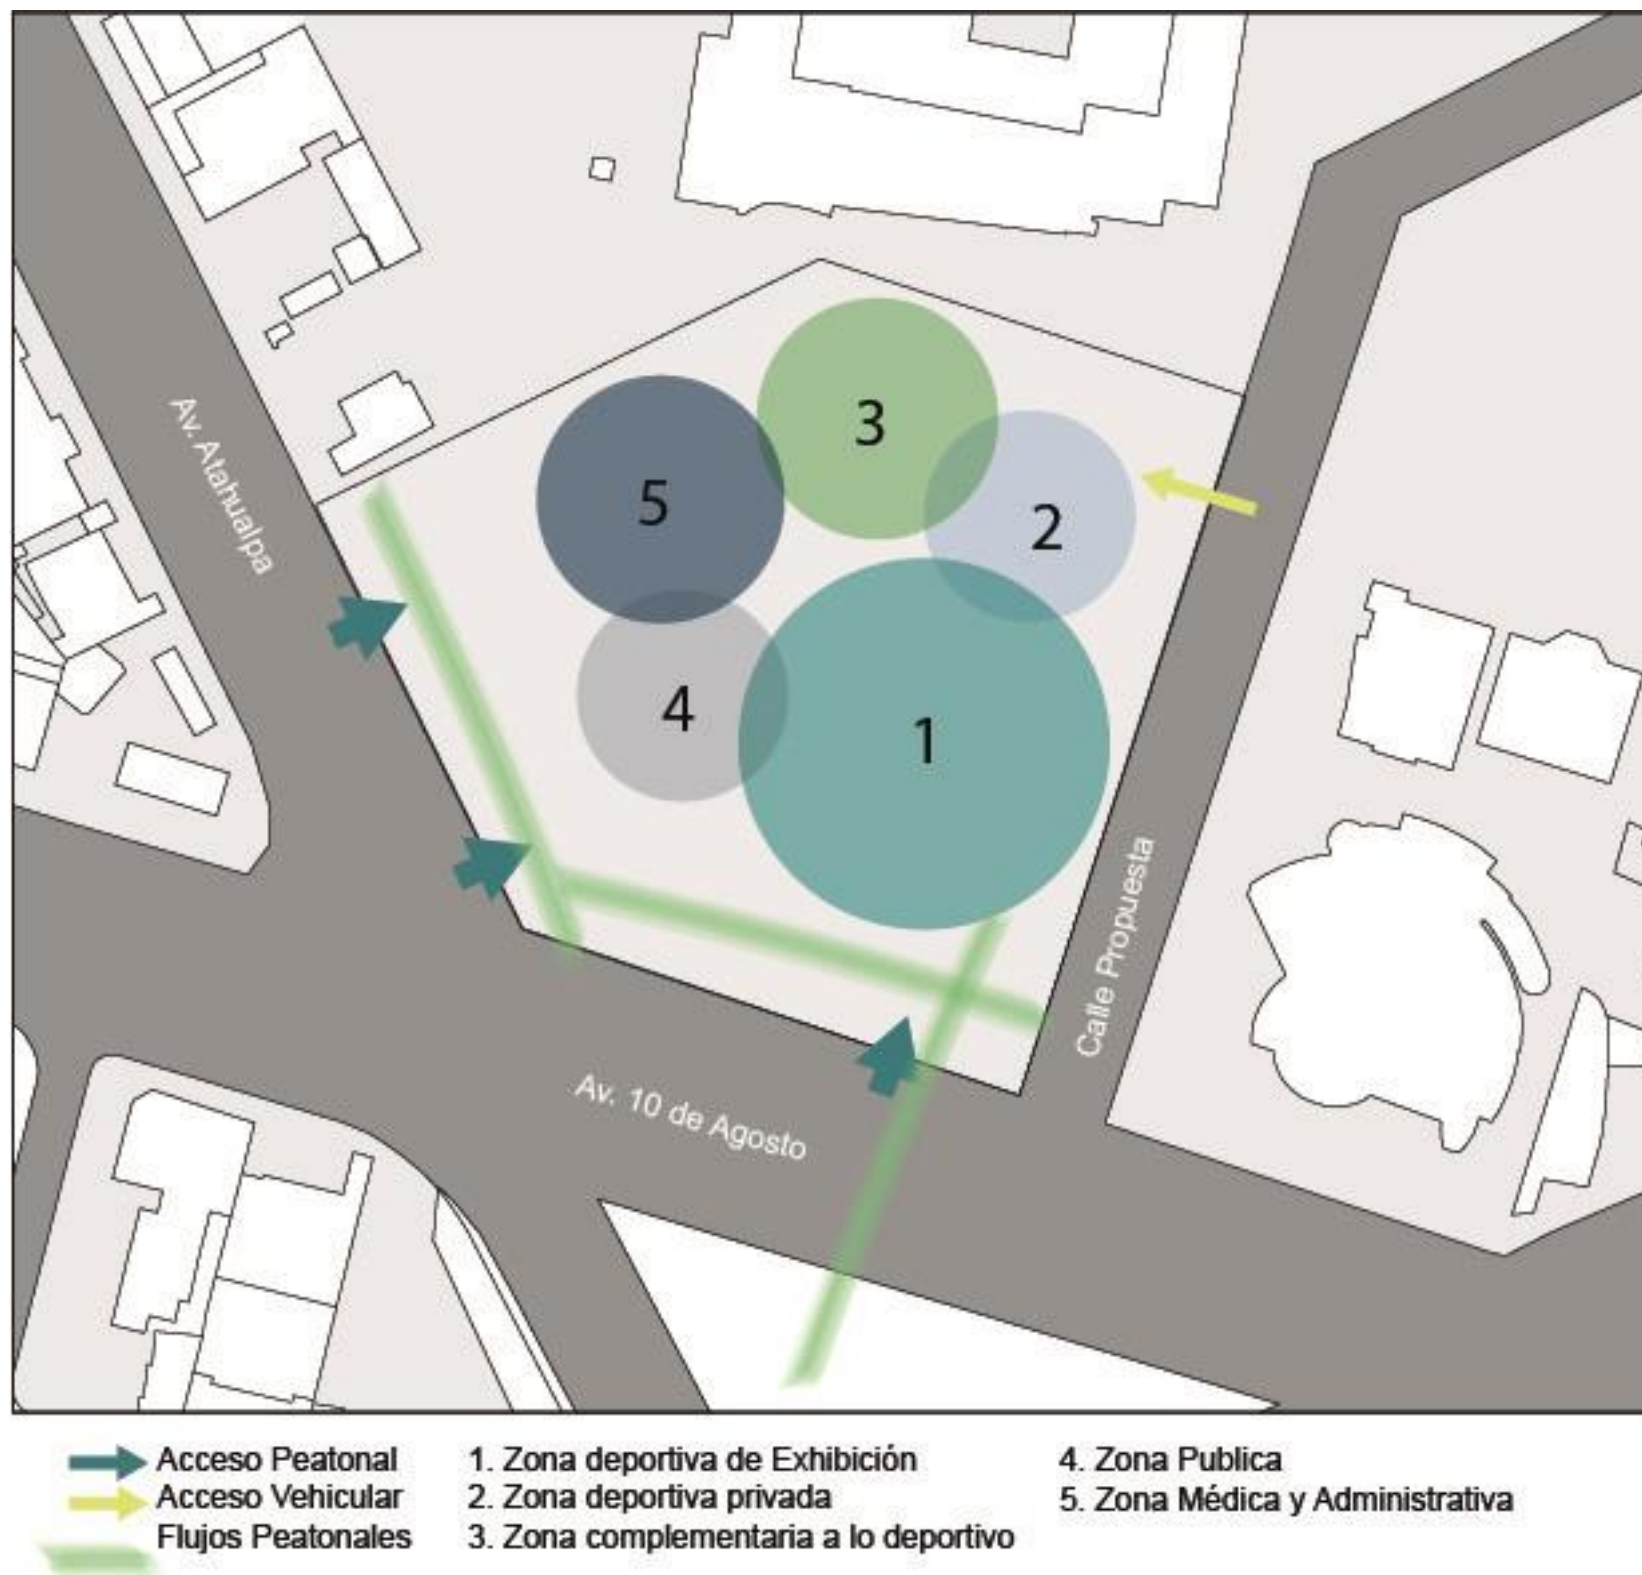 3
5
2
4
1
Av. Atahualpa
Calle Propuesta
Av. 10 de Agosto
Acceso Peatonal
Acceso Vehicular
Flujos Peatonales
1. Zona deportiva de Exhibición
2. Zona deportiva privada
3. Zona complementaria a lo deportivo
4. Zona Publica
5. Zona Médica y Administrativa